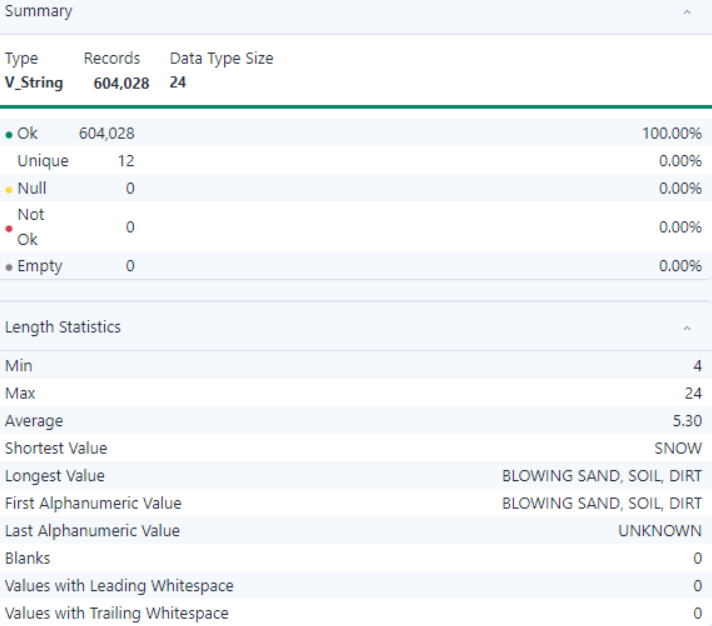 Summary
Type Records Data Type Size
V_String 604,028 24
Ok 604,028 100.00%
Unique 12 0.00%
Null 0 0.00%
Not
Ok 0 0.00%
Empty 0 0.00%
Length Statistics
Min 4
Max 24
Average 5.30
Shortest Value SNOW
Longest Value BLOWING SAND, SOIL, DIRT
First Alphanumeric Value BLOWING SAND, SOIL, DIRT
Last Alphanumeric Value UNKNOWN
Blanks 0
Values with Leading Whitespace 0
Values with Trailing Whitespace 0